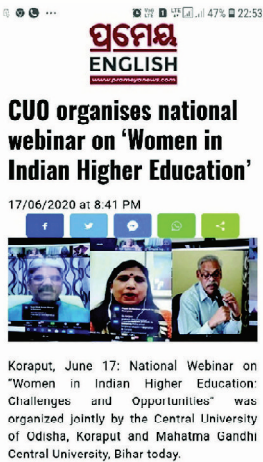 47% 22:53
ପ୍ରମେୟ
ENGLISH
www.prameyanews.com
CUO organises national
webinar on ‘Women in
Indian Higher Education’
17/06/2020 at 8:41 PM
Koraput, June 17: National Webinar on
“Women in Indian Higher Education:
Challenges and Opportunities” was
organized jointly by the Central University
of Odisha, Koraput and Mahatma Gandhi
Central University, Bihar today.